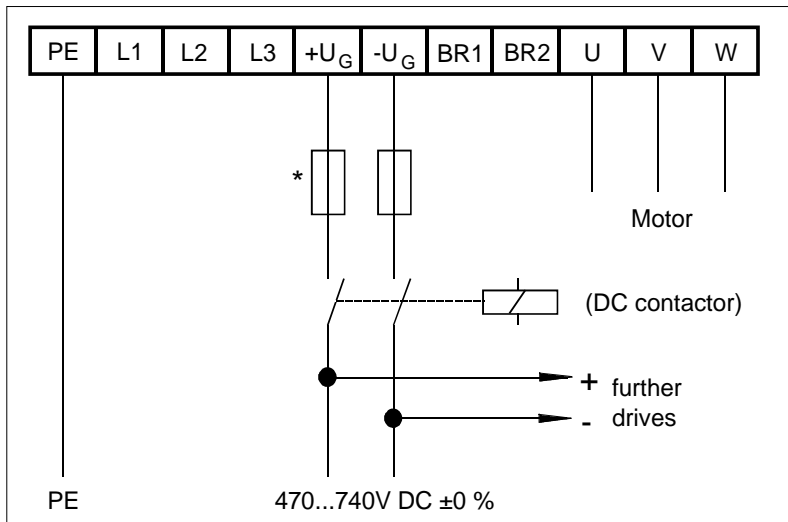 PE L1 L2 L3 +UG -UG BR1 BR2 U V W
*
Motor
(DC contactor)
+ further
- drives
PE 470...740V DC ±0 %